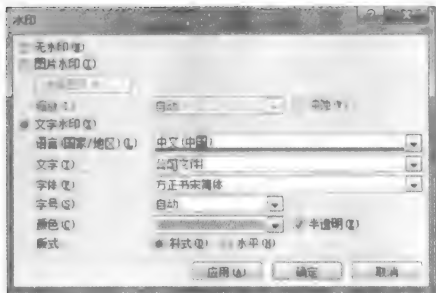 水印
无水印(N)
图片水印(I)
缩放(L) 自动 冲蚀(W)
文字水印(X)
语言(国家/地区)(L) 中文(中国)
文字(T) 公司文件
字体(F) 方正书宋简体
字号(S) 自动
颜色(C) 半透明(E)
版式 斜式(D) 水平(H)
应用(A) 确定 取消